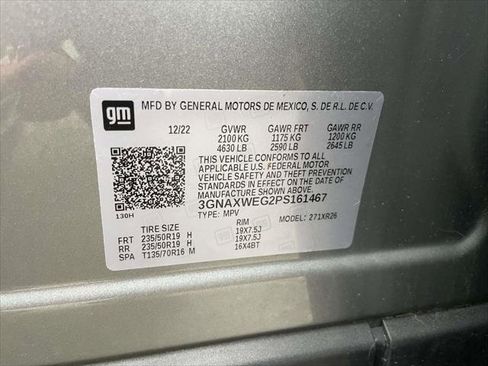 gm
MFD BY GENERAL MOTORS DE MEXICO, S. DE R.L. DE C.V.
12/22 GVWR GAWR FRT GAWR RR
2100 KG 1175 KG 1200 KG
4630 LB 2590 LB 2645 LB
THIS VEHICLE CONFORMS TO ALL
APPLICABLE U.S. FEDERAL MOTOR
VEHICLE SAFETY AND THEFT PREVENTION
STANDARDS IN EFFECT ON THE DATE OF
MANUFACTURE SHOWN ABOVE.
3GNAXWEG2PS161467
130H TYPE: MPV MODEL: 271XR26
TIRE SIZE RIM
FRT 235/50R19 H 19X7.5J
RR 235/50R19 H 19X7.5J
SPA T135/70R16 M 16X4BT